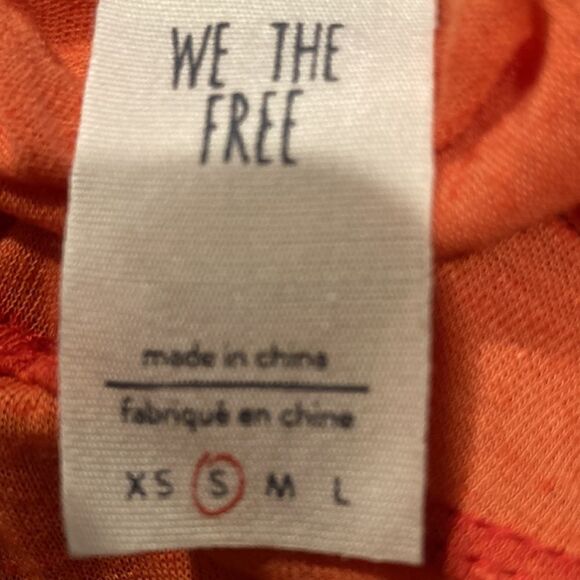 WE THE
FREE
made in china
fabriqué en chine
XS S M L